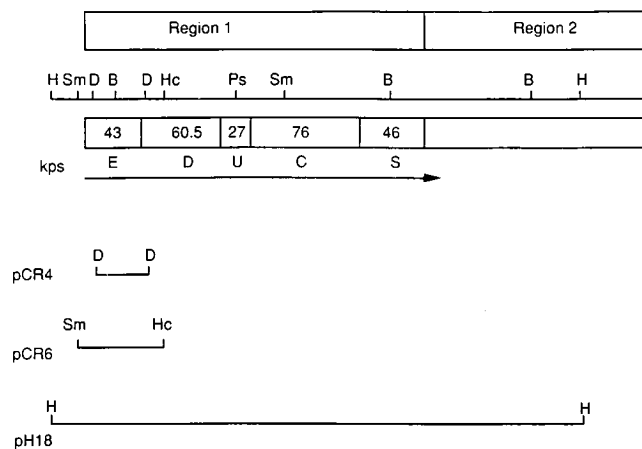 Region 1 Region 2
H Sm D B D Hc Ps Sm B B H
43 60.5 27 76 46
kps E D U C S
D D
pCR4
Sm Hc
pCR6
H H
pH18